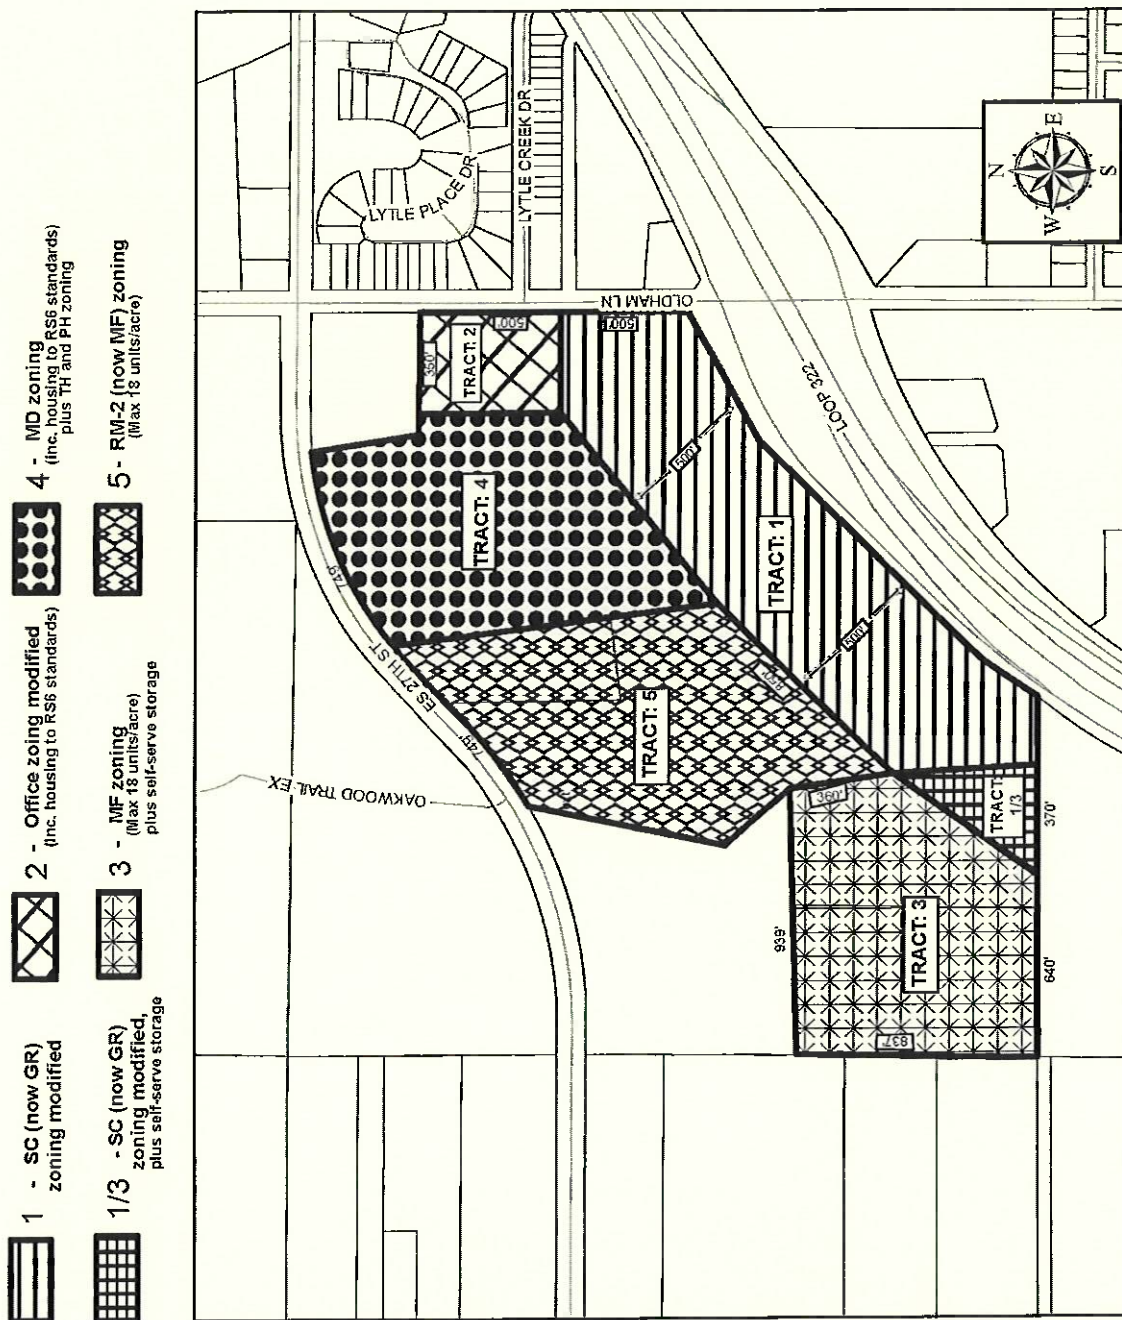 1 - SC (now GR)
zoning modified
2 - Office zoing modified
(Inc. housing to RS6 standards)
4 - MD zoning
(inc. housing to RS6 standards)
plus TH and PH zoning
1/3 - SC (now GR)
zoning modified,
plus self-serve storage
3 - MF zoning
(Max 18 units/acre)
plus self-serve storage
5 - RM-2 (now MF) zoning
(Max 18 units/acre)
LYTLE PLACE DR
LYTLE CREEK DR
OLDHAM LN
LOOP 322
ES 27TH ST
OAKWOOD TRAIL EX
TRACT: 2
350'
500'
500'
TRACT: 4
749'
TRACT: 1
500'
500'
TRACT: 5
749'
850'
360'
TRACT:
1/3
370'
TRACT: 3
939'
837'
640'
N
E
S
W